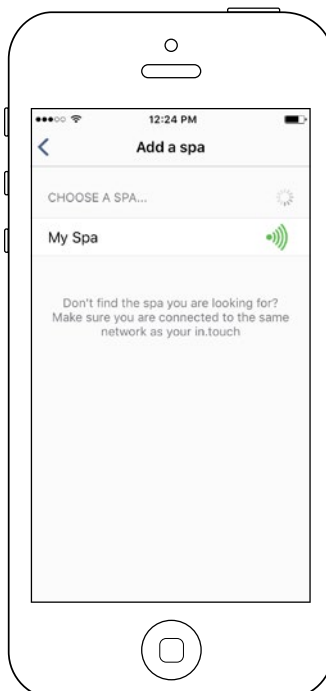 12:24 PM
Add a spa
CHOOSE A SPA...
My Spa
Don't find the spa you are looking for?
Make sure you are connected to the same
network as your in.touch